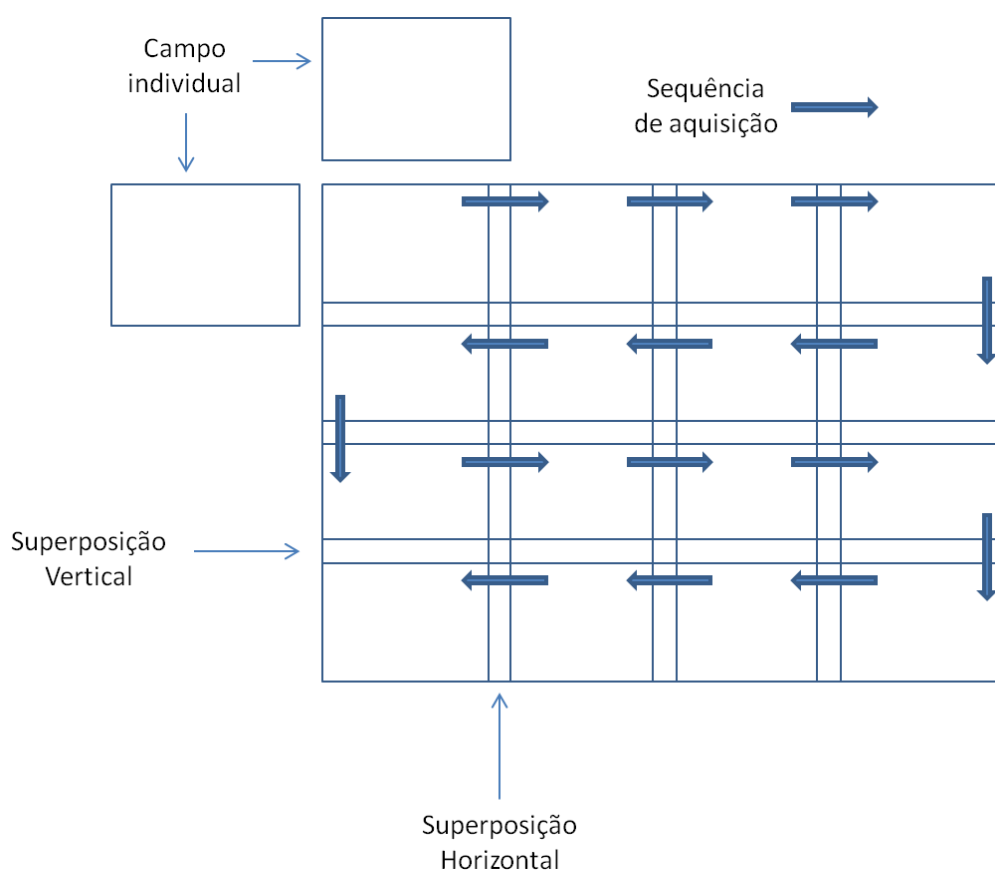 Campo
individual
Sequência
de aquisição
Superposição
Vertical
Superposição
Horizontal